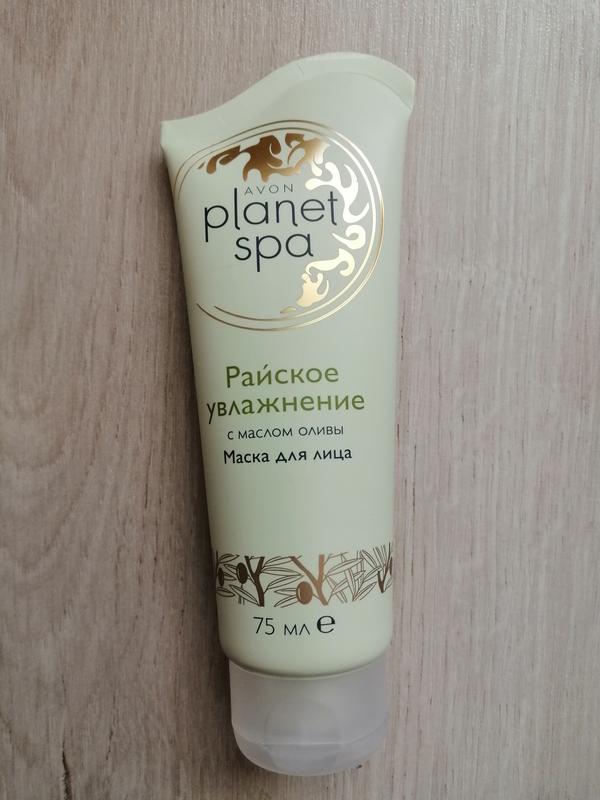 AVON
planet
spa
Райское
увлажнение
с маслом оливы
Маска для лица
75 мл ℮